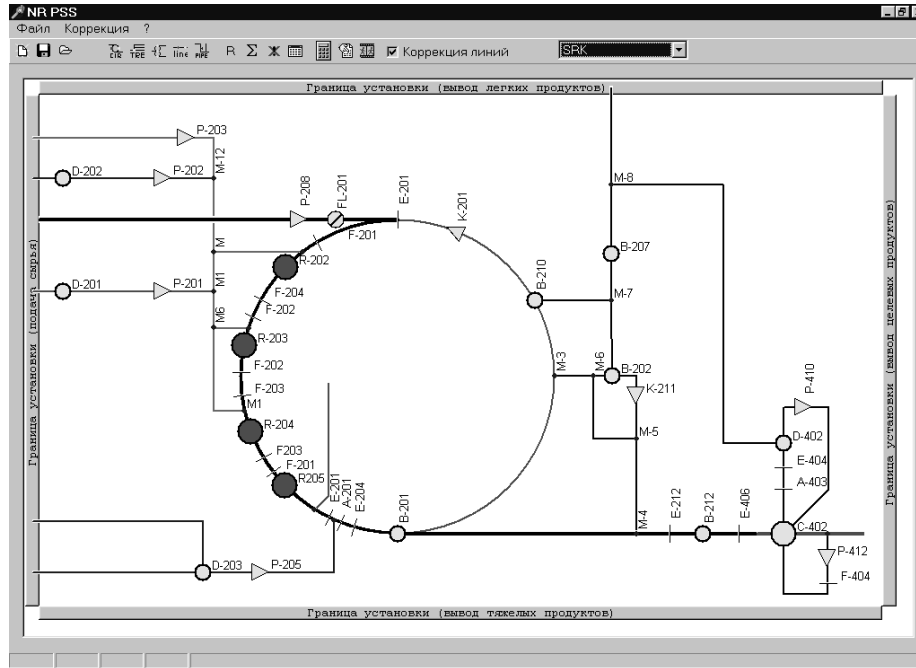 NR PSS
Файл Коррекция ?
CIR TREE line PIPE R Σ Ж Коррекция линий SRK
Граница установки (вывод легких продуктов)
P-203
M-12
D-202 P-202
P-208 FL-201 E-201 K-201 M-8
F-201
M R-202 B-207
D-201 P-201 M1 F-204 B-210 M-7
F-202
M6 R-203 M-3 M-6
F-202 B-202
F-203 K-211 P-410
M1
R-204 M-5 D-402
F203 E-404
F-201 A-403
R205 E-201 A-201 E-204 B-201 M-4 E-212 B-212 E-406 C-402
P-412
D-203 P-205 F-404
Граница установки (подача сырья)
Граница установки (вывод целевых продуктов)
Граница установки (вывод тяжелых продуктов)